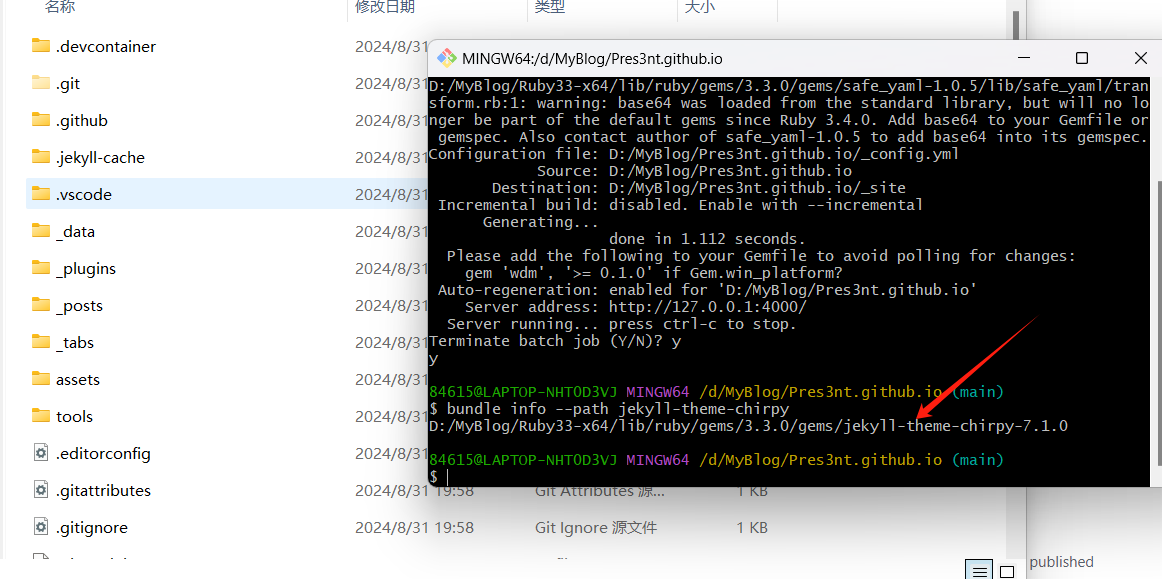 名称 修改日期 类型 大小
.devcontainer 2024/8/31
.git 2024/8/31
.github 2024/8/31
.jekyll-cache 2024/8/31
.vscode 2024/8/31
_data 2024/8/31
_plugins 2024/8/31
_posts 2024/8/31
_tabs 2024/8/31
assets 2024/8/31
tools 2024/8/31
.editorconfig 2024/8/31
.gitattributes 2024/8/31 19:58 Git Attributes 源... 1 KB
.gitignore 2024/8/31 19:58 Git Ignore 源文件 1 KB
MINGW64:/d/MyBlog/Pres3nt.github.io
D:/MyBlog/Ruby33-x64/lib/ruby/gems/3.3.0/gems/safe_yaml-1.0.5/lib/safe_yaml/tran
sform.rb:1: warning: base64 was loaded from the standard library, but will no lo
nger be part of the default gems since Ruby 3.4.0. Add base64 to your Gemfile or
gemspec. Also contact author of safe_yaml-1.0.5 to add base64 into its gemspec.
Configuration file: D:/MyBlog/Pres3nt.github.io/_config.yml
Source: D:/MyBlog/Pres3nt.github.io
Destination: D:/MyBlog/Pres3nt.github.io/_site
Incremental build: disabled. Enable with --incremental
Generating...
done in 1.112 seconds.
Please add the following to your Gemfile to avoid polling for changes:
gem 'wdm', '>= 0.1.0' if Gem.win_platform?
Auto-regeneration: enabled for 'D:/MyBlog/Pres3nt.github.io'
Server address: http://127.0.0.1:4000/
Server running... press ctrl-c to stop.
Terminate batch job (Y/N)? y
y
84615@LAPTOP-NHTOD3VJ MINGW64 /d/MyBlog/Pres3nt.github.io (main)
$ bundle info --path jekyll-theme-chirpy
D:/MyBlog/Ruby33-x64/lib/ruby/gems/3.3.0/gems/jekyll-theme-chirpy-7.1.0
84615@LAPTOP-NHTOD3VJ MINGW64 /d/MyBlog/Pres3nt.github.io (main)
$
published